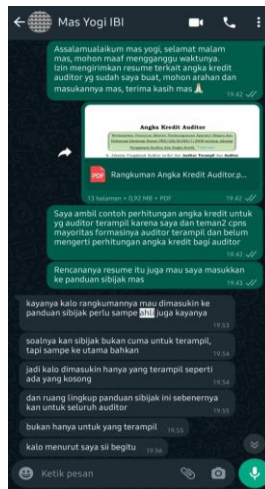 Mas Yogi IBI
Assalamualaikum mas yogi, selamat malam
mas, mohon maaf mengganggu waktunya.
Izin mengirimkan resume terkait angka kredit
auditor yg sudah saya buat, mohon arahan dan
masukannya mas, terima kasih mas 🙏
19.42
Angka Kredit Auditor
PDF
Rangkuman Angka Kredit Auditor.p...
13 halaman • 0,92 MB • PDF
19.42
Saya ambil contoh perhitungan angka kredit untuk
yg auditor terampil karena saya dan teman2 cpns
mayoritas formasinya auditor terampil dan belum
mengerti perhitungan angka kredit bagi auditor
19.42
Rencananya resume itu juga mau saya masukkan
ke panduan sibijak mas
19.43
kayanya kalo rangkumannya mau dimasukin ke
panduan sibijak perlu sampe ahli juga kayanya
19.53
soalnya kan sibijak bukan cuma untuk terampil,
tapi sampe ke utama bahkan
19.54
jadi kalo dimasukin hanya yang terampil seperti
ada yang kosong
19.54
dan ruang lingkup panduan sibijak ini sebenernya
kan untuk seluruh auditor
19.55
bukan hanya untuk yang terampil
19.55
kalo menurut saya sii begitu
19.56
Ketik pesan